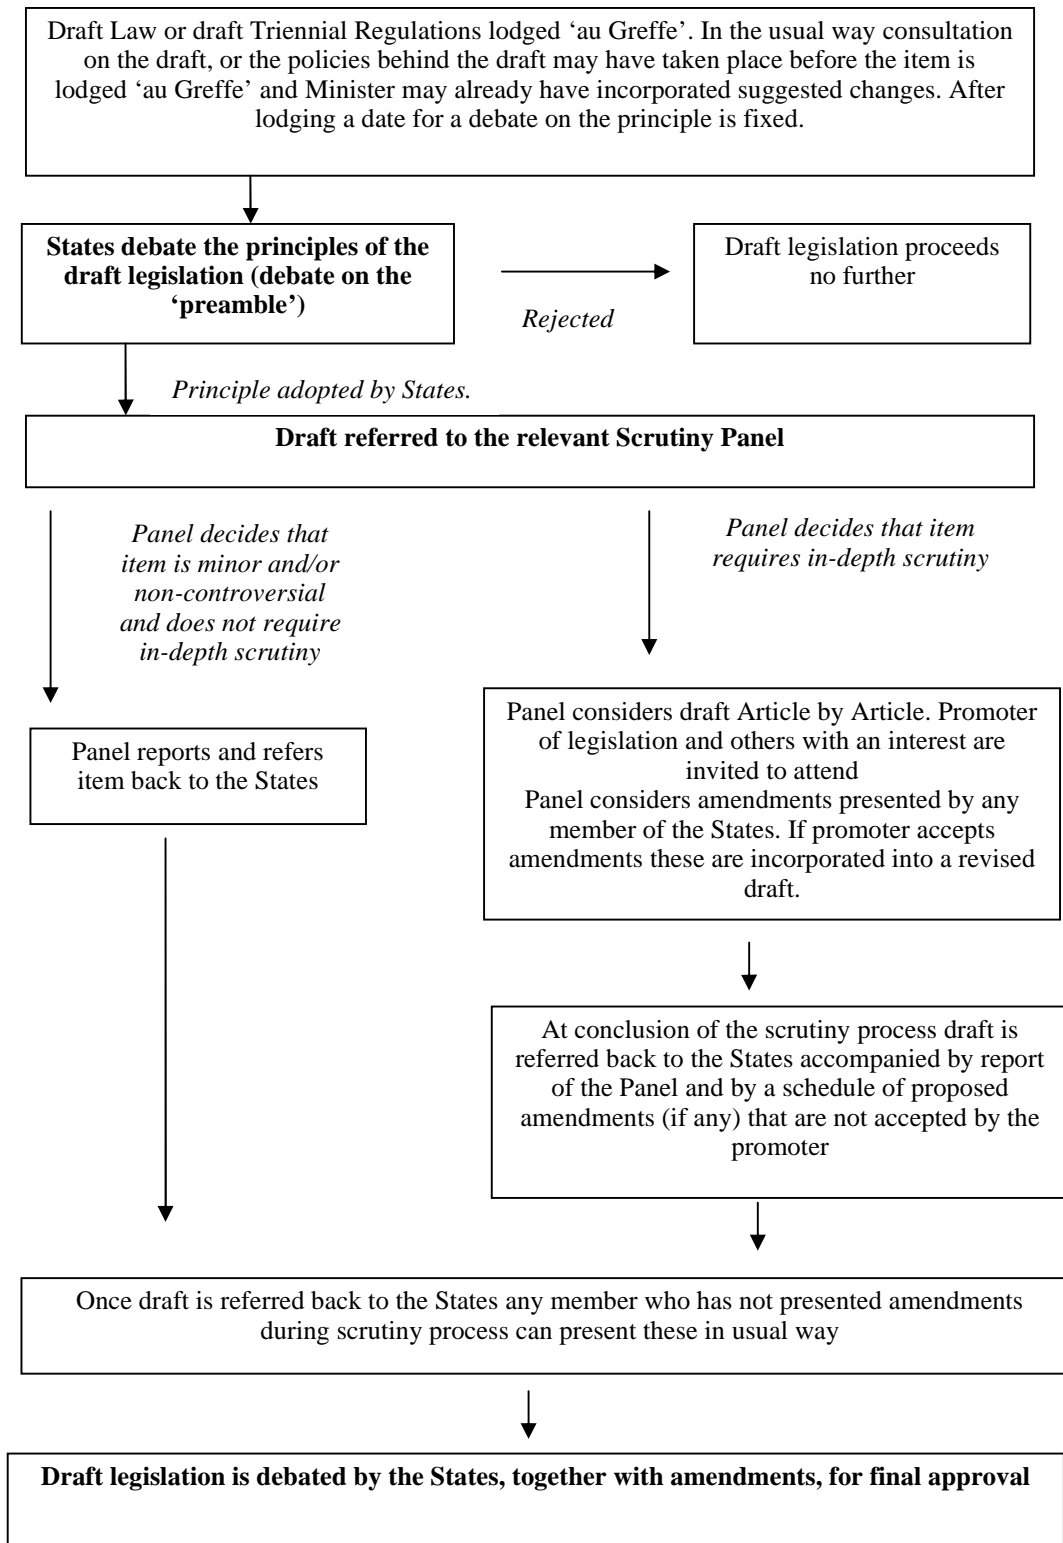 Draft Law or draft Triennial Regulations lodged ‘au Greffe’. In the usual way consultation
on the draft, or the policies behind the draft may have taken place before the item is
lodged ‘au Greffe’ and Minister may already have incorporated suggested changes. After
lodging a date for a debate on the principle is fixed.
States debate the principles of the
draft legislation (debate on the
‘preamble’)
Rejected
Draft legislation proceeds
no further
Principle adopted by States.
Draft referred to the relevant Scrutiny Panel
Panel decides that
item is minor and/or
non-controversial
and does not require
in-depth scrutiny
Panel decides that item
requires in-depth scrutiny
Panel reports and refers
item back to the States
Panel considers draft Article by Article. Promoter
of legislation and others with an interest are
invited to attend
Panel considers amendments presented by any
member of the States. If promoter accepts
amendments these are incorporated into a revised
draft.
At conclusion of the scrutiny process draft is
referred back to the States accompanied by report
of the Panel and by a schedule of proposed
amendments (if any) that are not accepted by the
promoter
Once draft is referred back to the States any member who has not presented amendments
during scrutiny process can present these in usual way
Draft legislation is debated by the States, together with amendments, for final approval